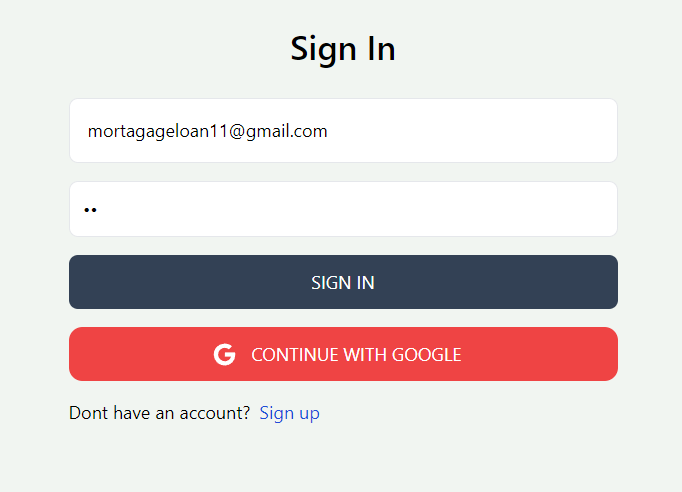 Sign In
mortagageloan11@gmail.com
••
SIGN IN
G CONTINUE WITH GOOGLE
Dont have an account? Sign up